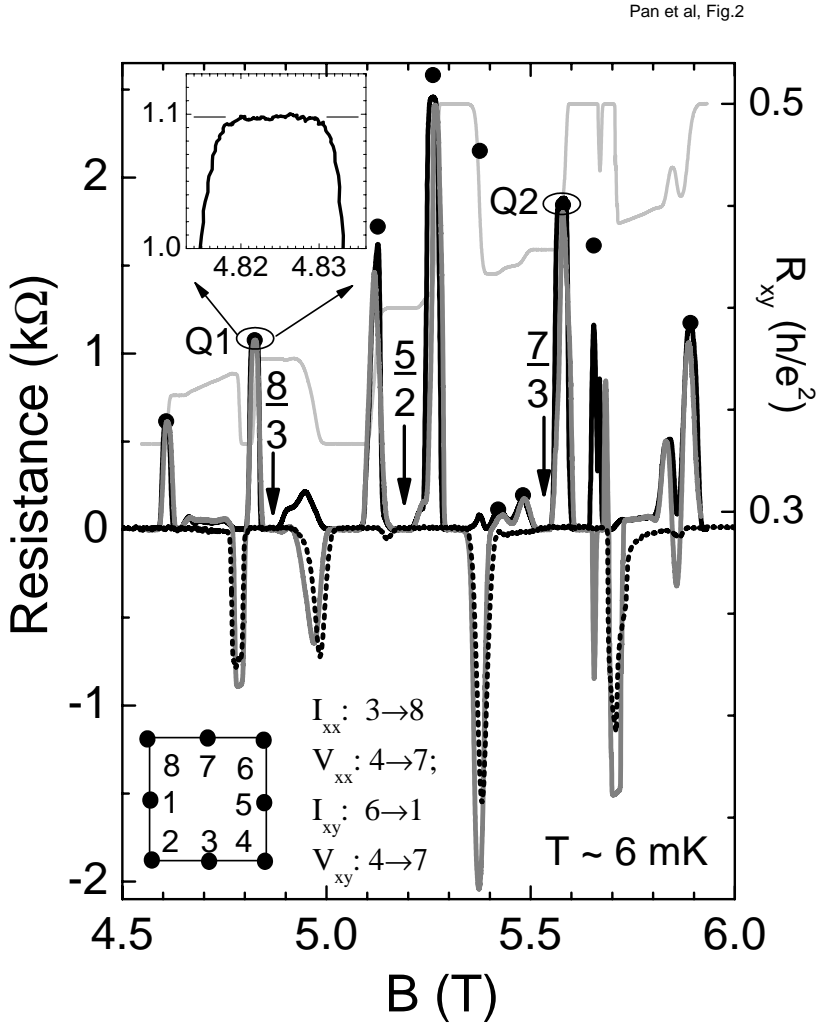 Pan et al, Fig.2
Resistance (kΩ)
2
1
0
-1
-2
1.1
1.0
4.82 4.83
Q1
8
3
5
2
7
3
Q2
0.5
0.3
R_xy (h/e²)
8 7 6
1 5
2 3 4
I_xx: 3→8
V_xx: 4→7;
I_xy: 6→1
V_xy: 4→7
T ~ 6 mK
4.5 5.0 5.5 6.0
B (T)